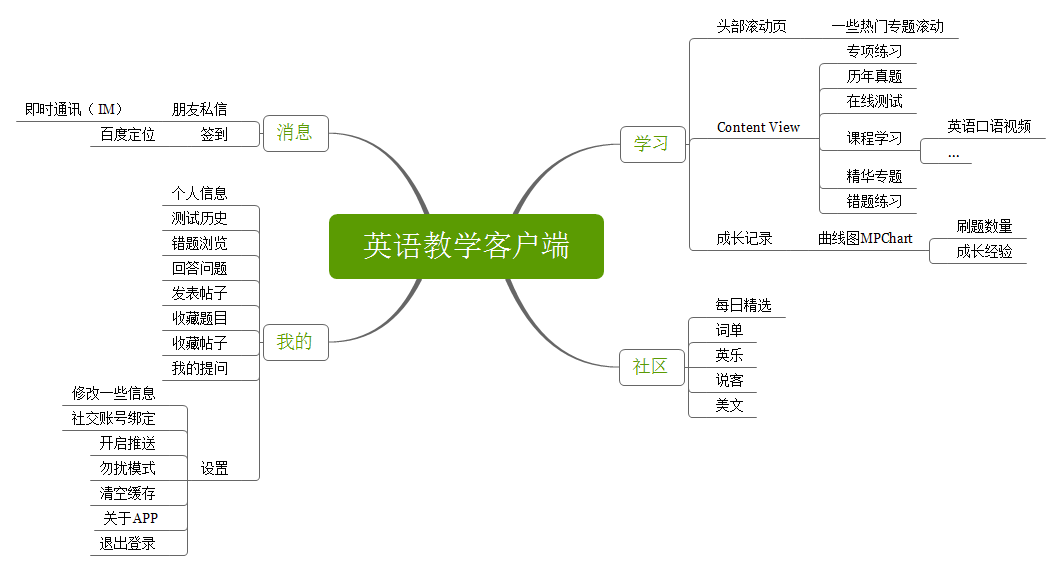 英语教学客户端
学习
头部滚动页
一些热门专题滚动
Content View
专项练习
历年真题
在线测试
课程学习
英语口语视频
...
精华专题
错题练习
成长记录
曲线图MPChart
刷题数量
成长经验
社区
每日精选
词单
英乐
说客
美文
消息
朋友私信
即时通讯（ IM）
签到
百度定位
我的
个人信息
测试历史
错题浏览
回答问题
发表帖子
收藏题目
收藏帖子
我的提问
设置
修改一些信息
社交账号绑定
开启推送
勿扰模式
清空缓存
关于APP
退出登录